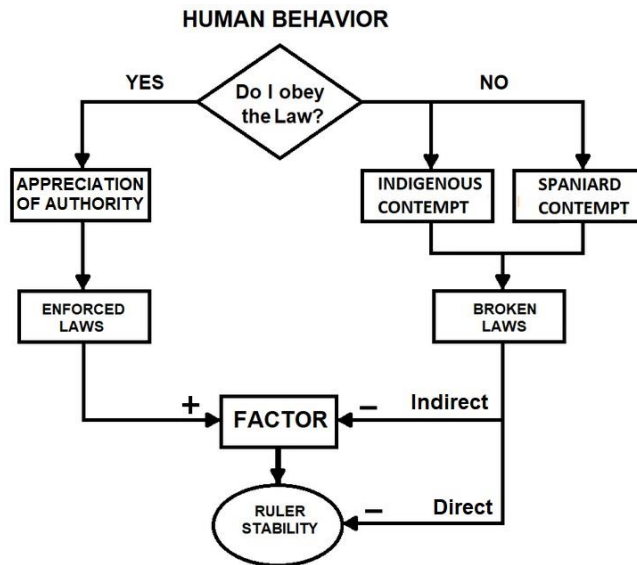 HUMAN BEHAVIOR
YES
Do I obey
the Law?
NO
APPRECIATION
OF AUTHORITY
INDIGENOUS
CONTEMPT
SPANIARD
CONTEMPT
ENFORCED
LAWS
BROKEN
LAWS
+
FACTOR
–
Indirect
RULER
STABILITY
–
Direct